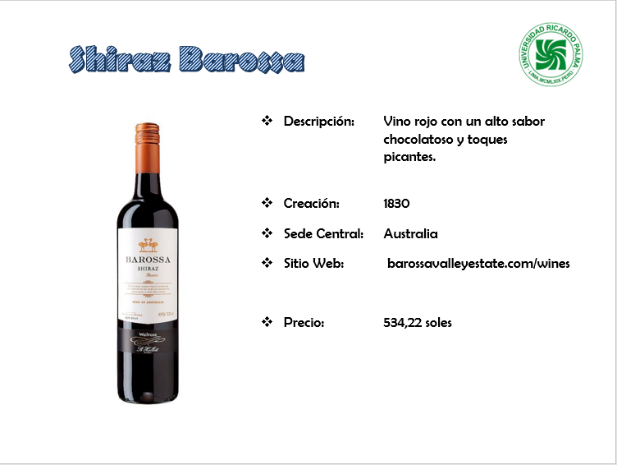 Shiraz Barossa
UNIVERSIDAD RICARDO PALMA
LIMA, MCMLXIX, PERÚ
❖ Descripción: Vino rojo con un alto sabor
chocolatoso y toques
picantes.
❖ Creación: 1830
❖ Sede Central: Australia
❖ Sitio Web: barossavalleyestate.com/wines
❖ Precio: 534,22 soles
BAROSSA
SHIRAZ